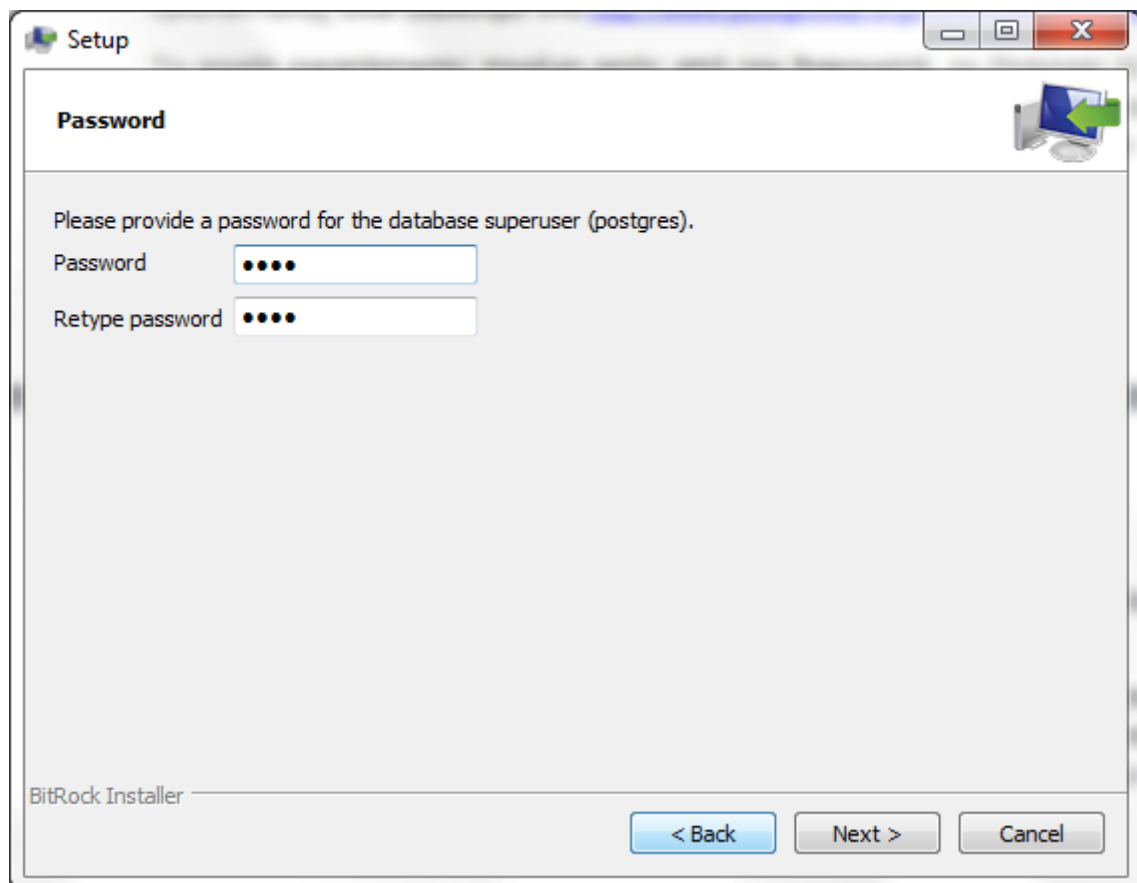 Setup
Password
Please provide a password for the database superuser (postgres).
Password ••••
Retype password ••••
BitRock Installer
< Back Next > Cancel